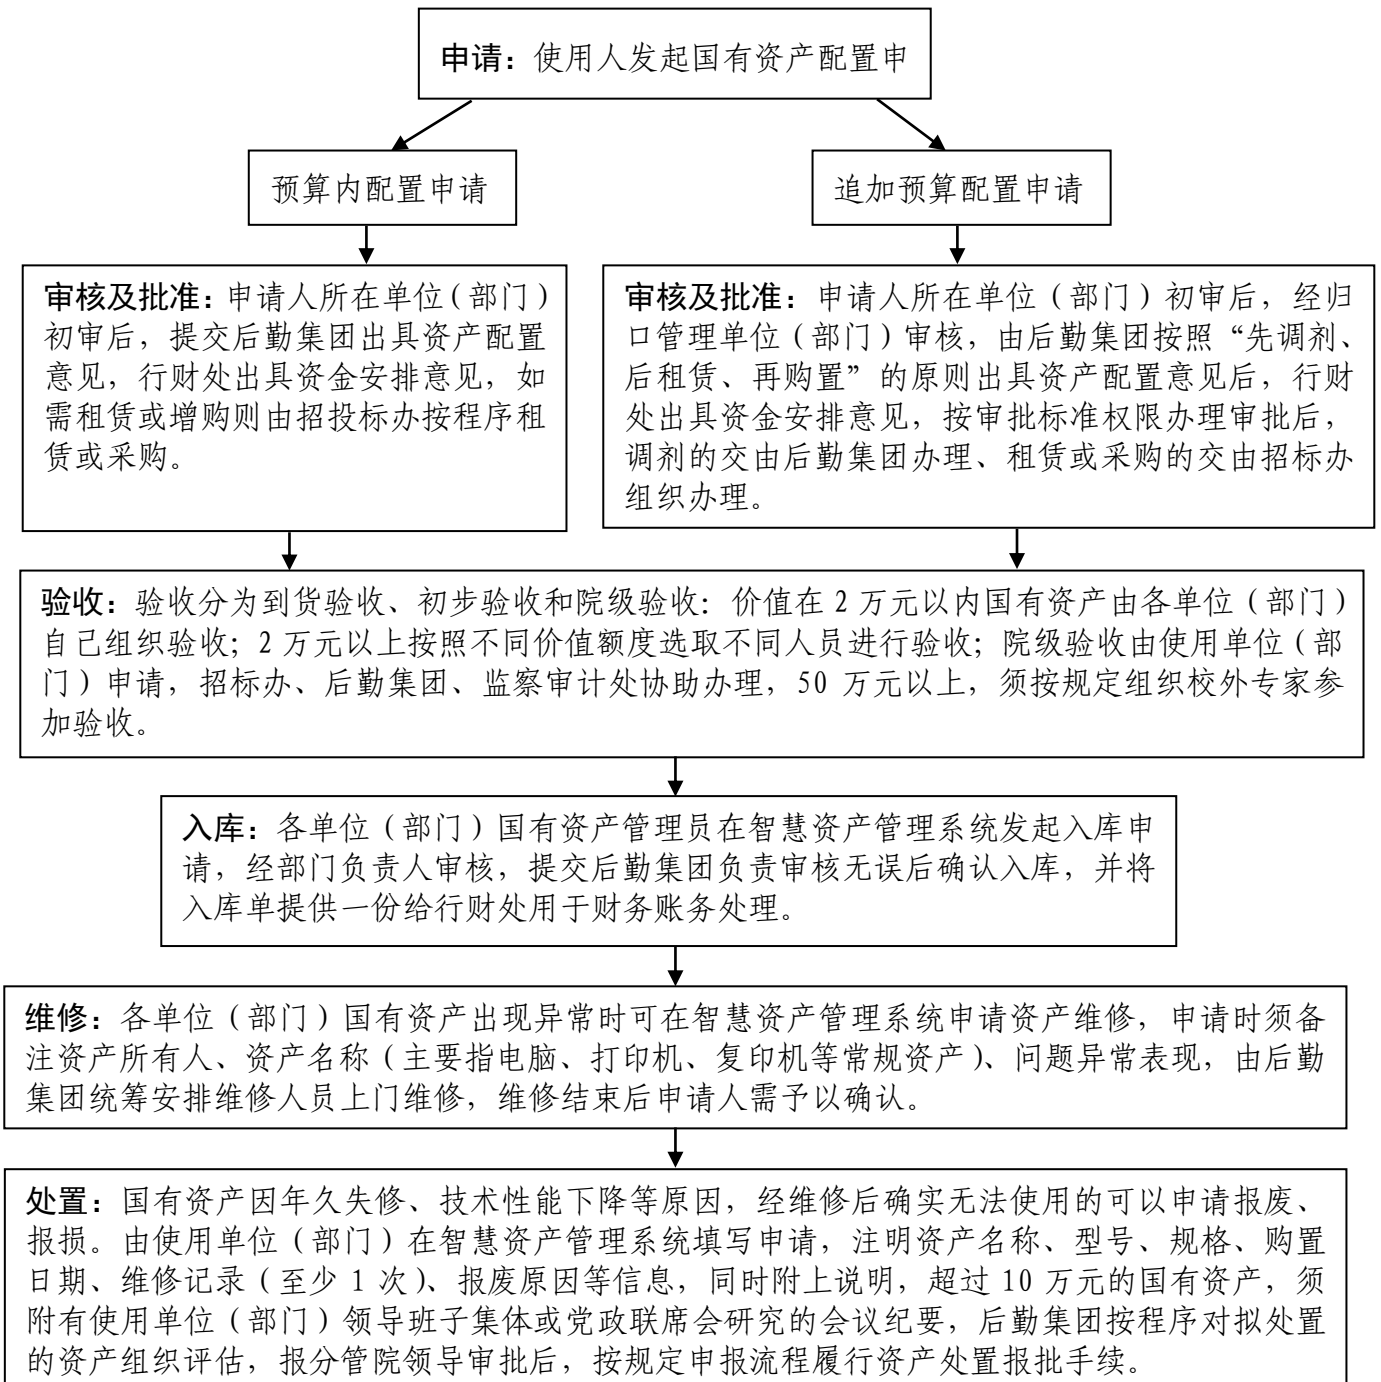 申请：使用人发起国有资产配置申
预算内配置申请
追加预算配置申请
审核及批准：申请人所在单位（部门）
初审后，提交后勤集团出具资产配置
意见，行财处出具资金安排意见，如
需租赁或增购则由招投标办按程序租
赁或采购。
审核及批准：申请人所在单位（部门）初审后，经归
口管理单位（部门）审核，由后勤集团按照“先调剂、
后租赁、再购置”的原则出具资产配置意见后，行财
处出具资金安排意见，按审批标准权限办理审批后，
调剂的交由后勤集团办理、租赁或采购的交由招标办
组织办理。
验收：验收分为到货验收、初步验收和院级验收：价值在 2 万元以内国有资产由各单位（部门）
自己组织验收；2 万元以上按照不同价值额度选取不同人员进行验收；院级验收由使用单位（部
门）申请，招标办、后勤集团、监察审计处协助办理，50 万元以上，须按规定组织校外专家参
加验收。
入库：各单位（部门）国有资产管理员在智慧资产管理系统发起入库申
请，经部门负责人审核，提交后勤集团负责审核无误后确认入库，并将
入库单提供一份给行财处用于财务账务处理。
维修：各单位（部门）国有资产出现异常时可在智慧资产管理系统申请资产维修，申请时须备
注资产所有人、资产名称（主要指电脑、打印机、复印机等常规资产）、问题异常表现，由后勤
集团统筹安排维修人员上门维修，维修结束后申请人需予以确认。
处置：国有资产因年久失修、技术性能下降等原因，经维修后确实无法使用的可以申请报废、
报损。由使用单位（部门）在智慧资产管理系统填写申请，注明资产名称、型号、规格、购置
日期、维修记录（至少 1 次）、报废原因等信息，同时附上说明，超过 10 万元的国有资产，须
附有使用单位（部门）领导班子集体或党政联席会研究的会议纪要，后勤集团按程序对拟处置
的资产组织评估，报分管院领导审批后，按规定申报流程履行资产处置报批手续。